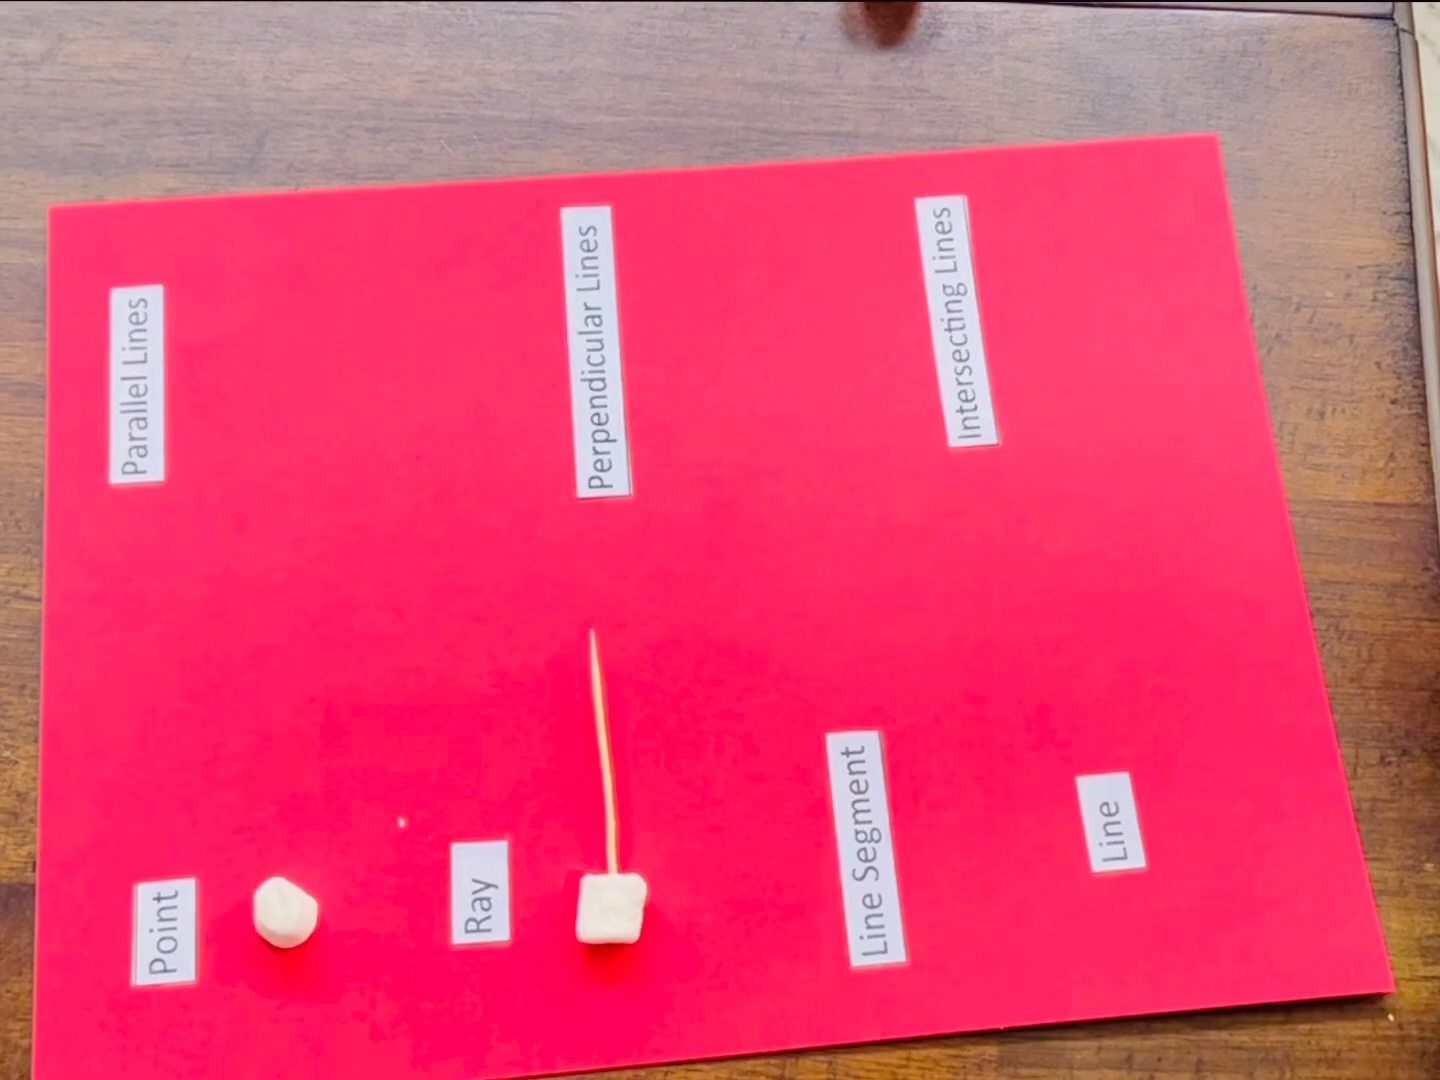 Point
Ray
Line Segment
Line
Parallel Lines
Perpendicular Lines
Intersecting Lines